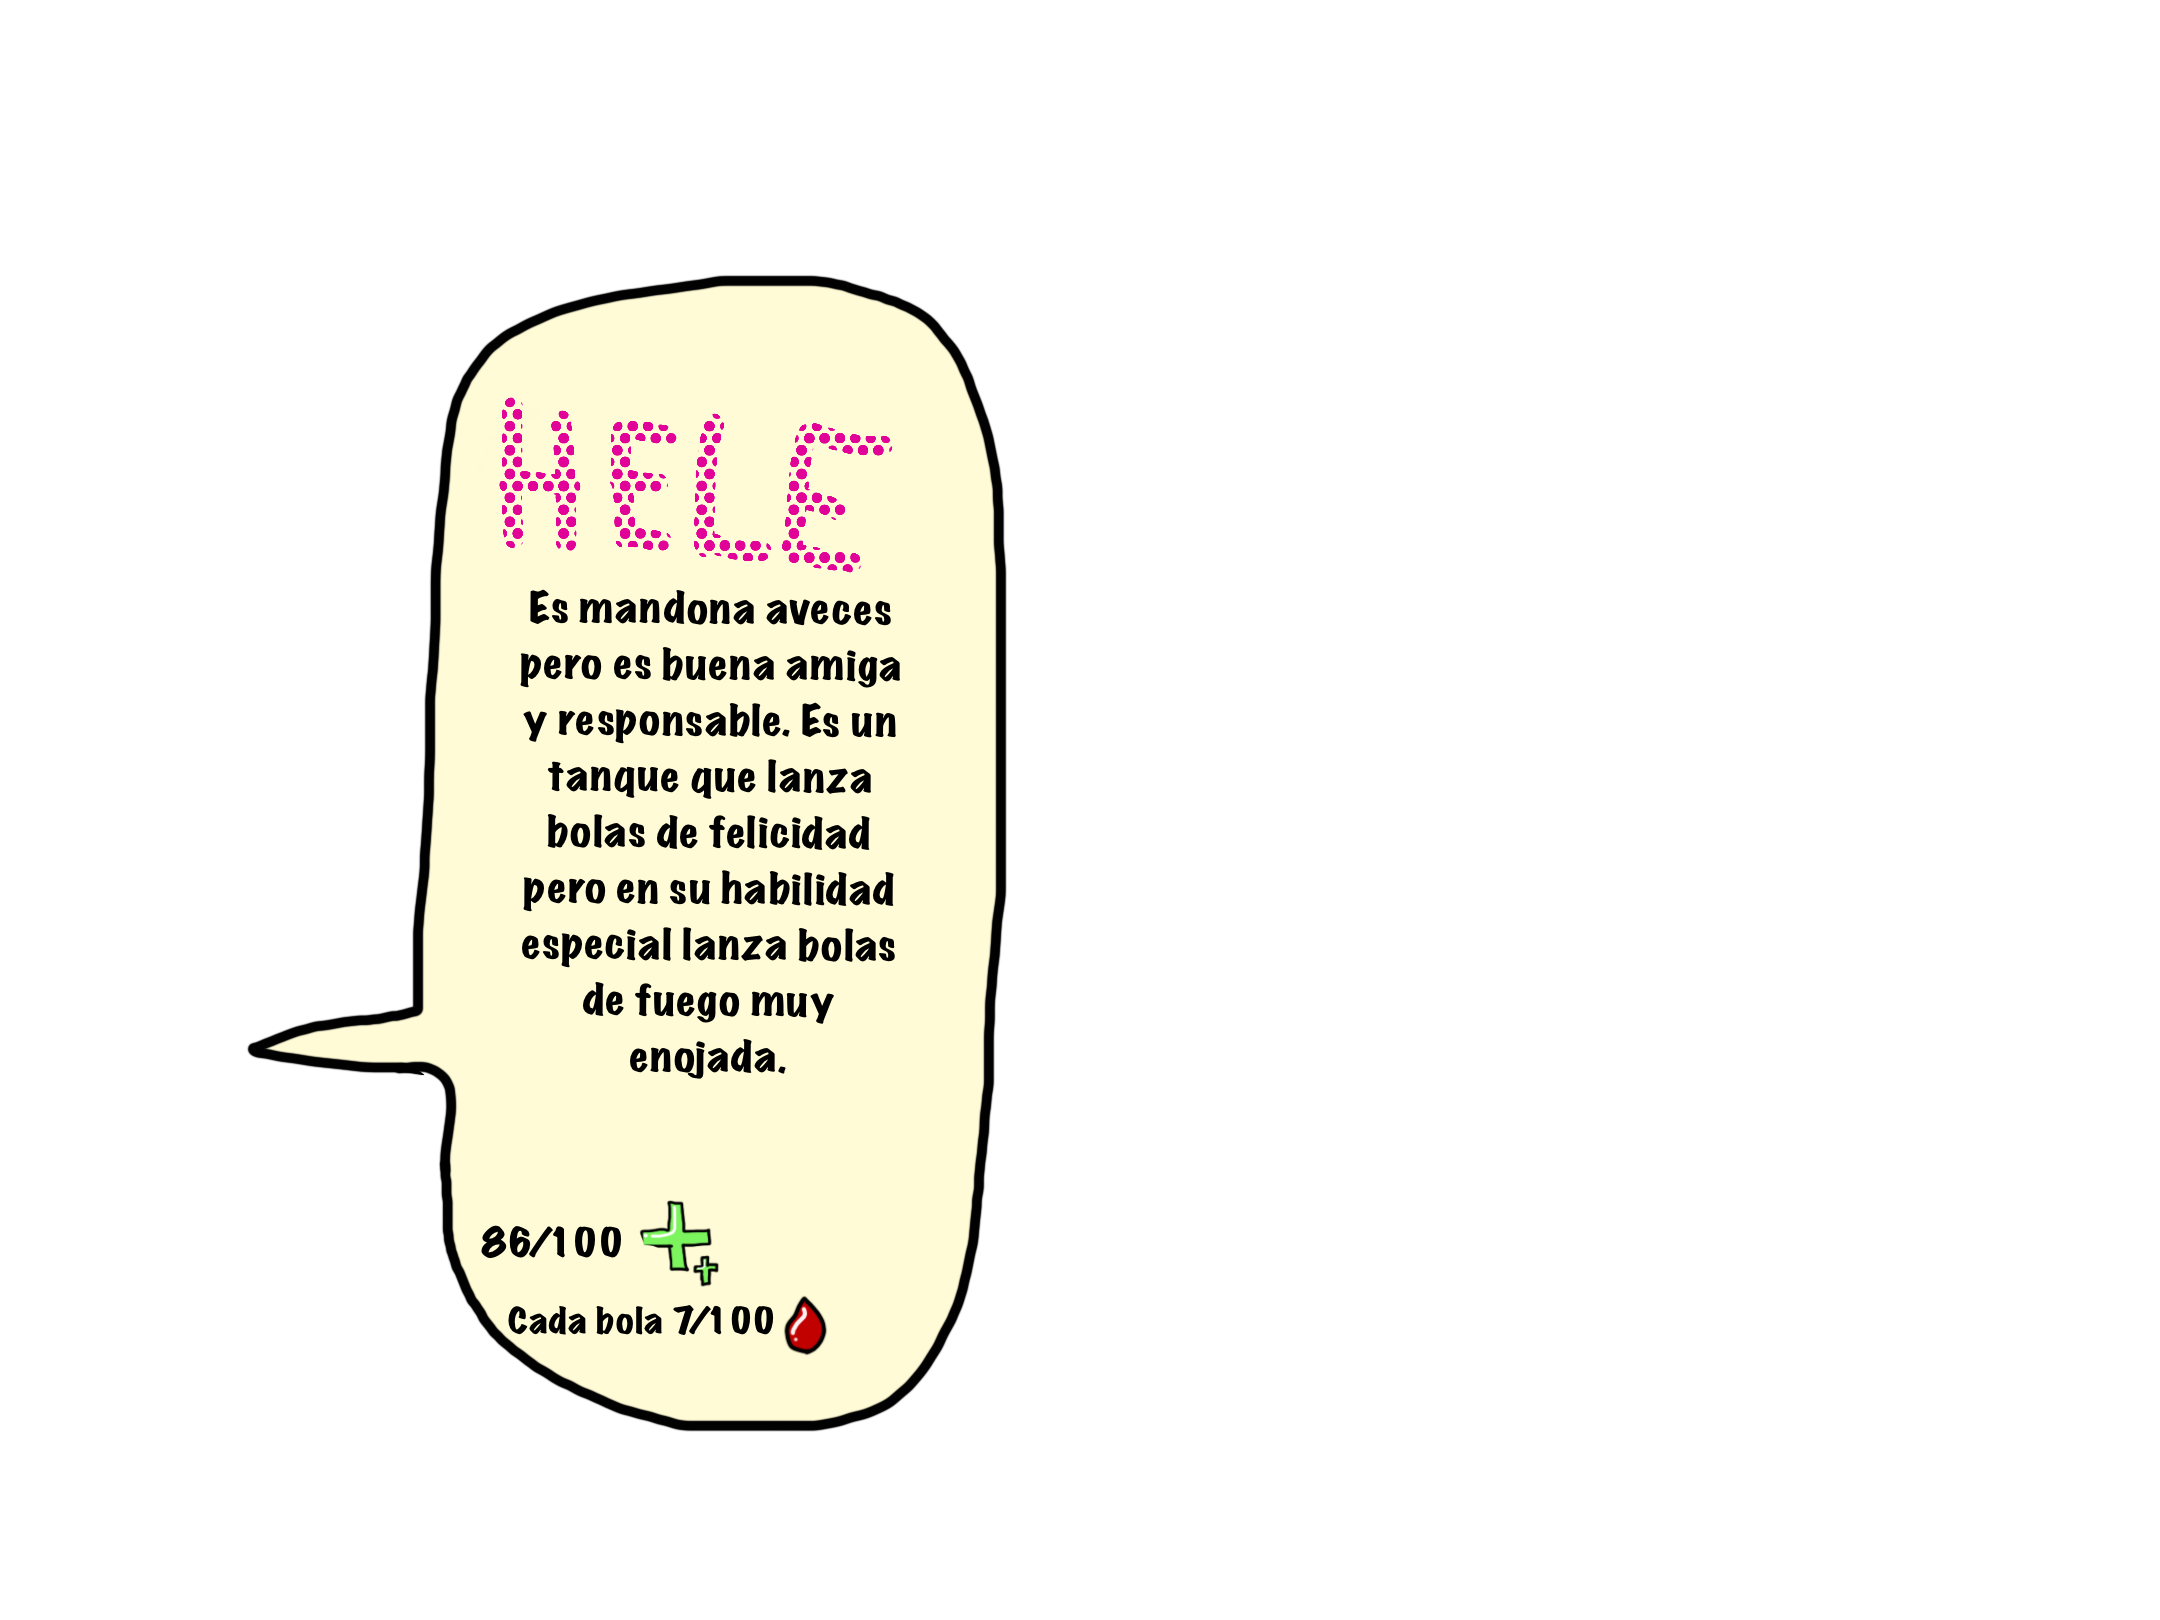 HELE
Es mandona aveces
pero es buena amiga
y responsable. Es un
tanque que lanza
bolas de felicidad
pero en su habilidad
especial lanza bolas
de fuego muy
enojada.
86/100
Cada bola 7/100